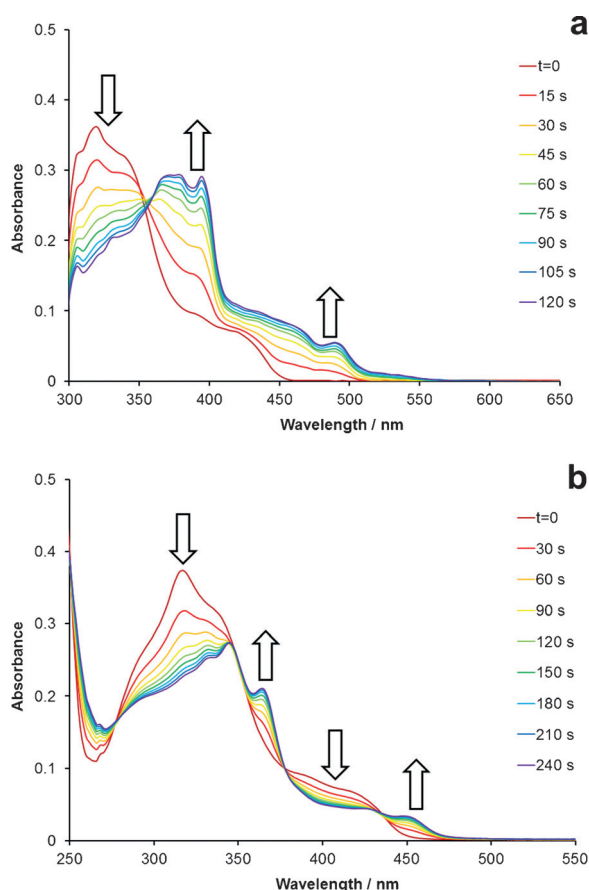 a
0.5
0.4
0.3
0.2
0.1
0
Absorbance
300
350
400
450
500
550
600
650
Wavelength / nm
t=0
15 s
30 s
45 s
60 s
75 s
90 s
105 s
120 s
b
0.5
0.4
0.3
0.2
0.1
0
Absorbance
250
300
350
400
450
500
550
Wavelength / nm
t=0
30 s
60 s
90 s
120 s
150 s
180 s
210 s
240 s